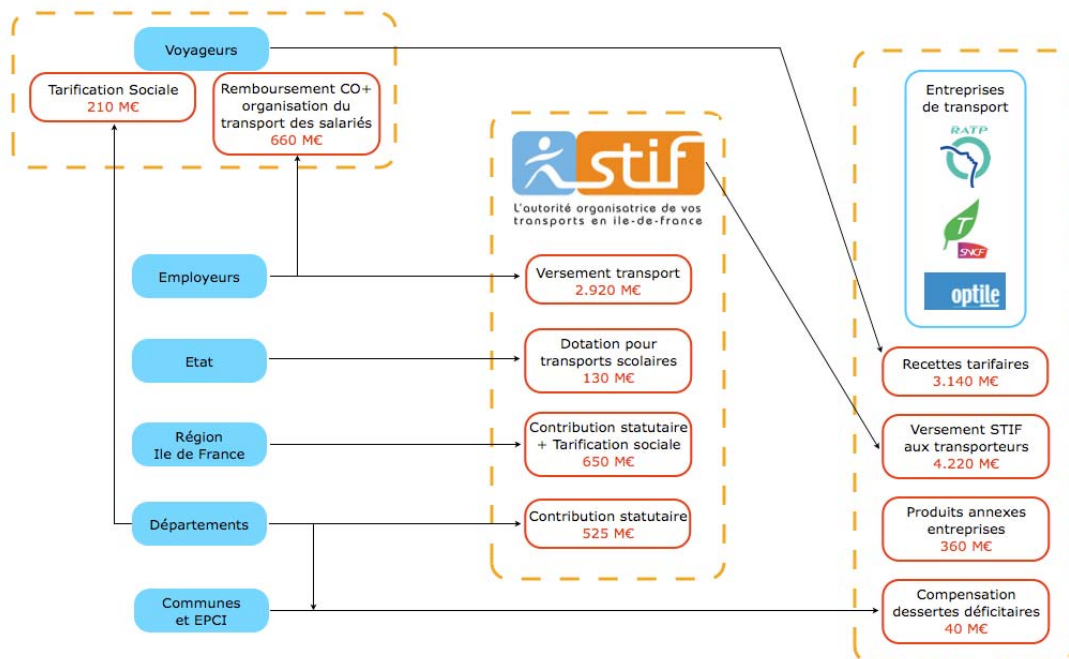 Voyageurs
Tarification Sociale
210 M€
Remboursement CO+
organisation du
transport des salariés
660 M€
stif
L'autorité organisatrice de vos
transports en ile-de-france
Entreprises
de transport
RATP
T
SNCF
optile
Employeurs
Versement transport
2.920 M€
Etat
Dotation pour
transports scolaires
130 M€
Recettes tarifaires
3.140 M€
Région
Ile de France
Contribution statutaire
+ Tarification sociale
650 M€
Versement STIF
aux transporteurs
4.220 M€
Départements
Contribution statutaire
525 M€
Produits annexes
entreprises
360 M€
Communes
et EPCI
Compensation
dessertes déficitaires
40 M€